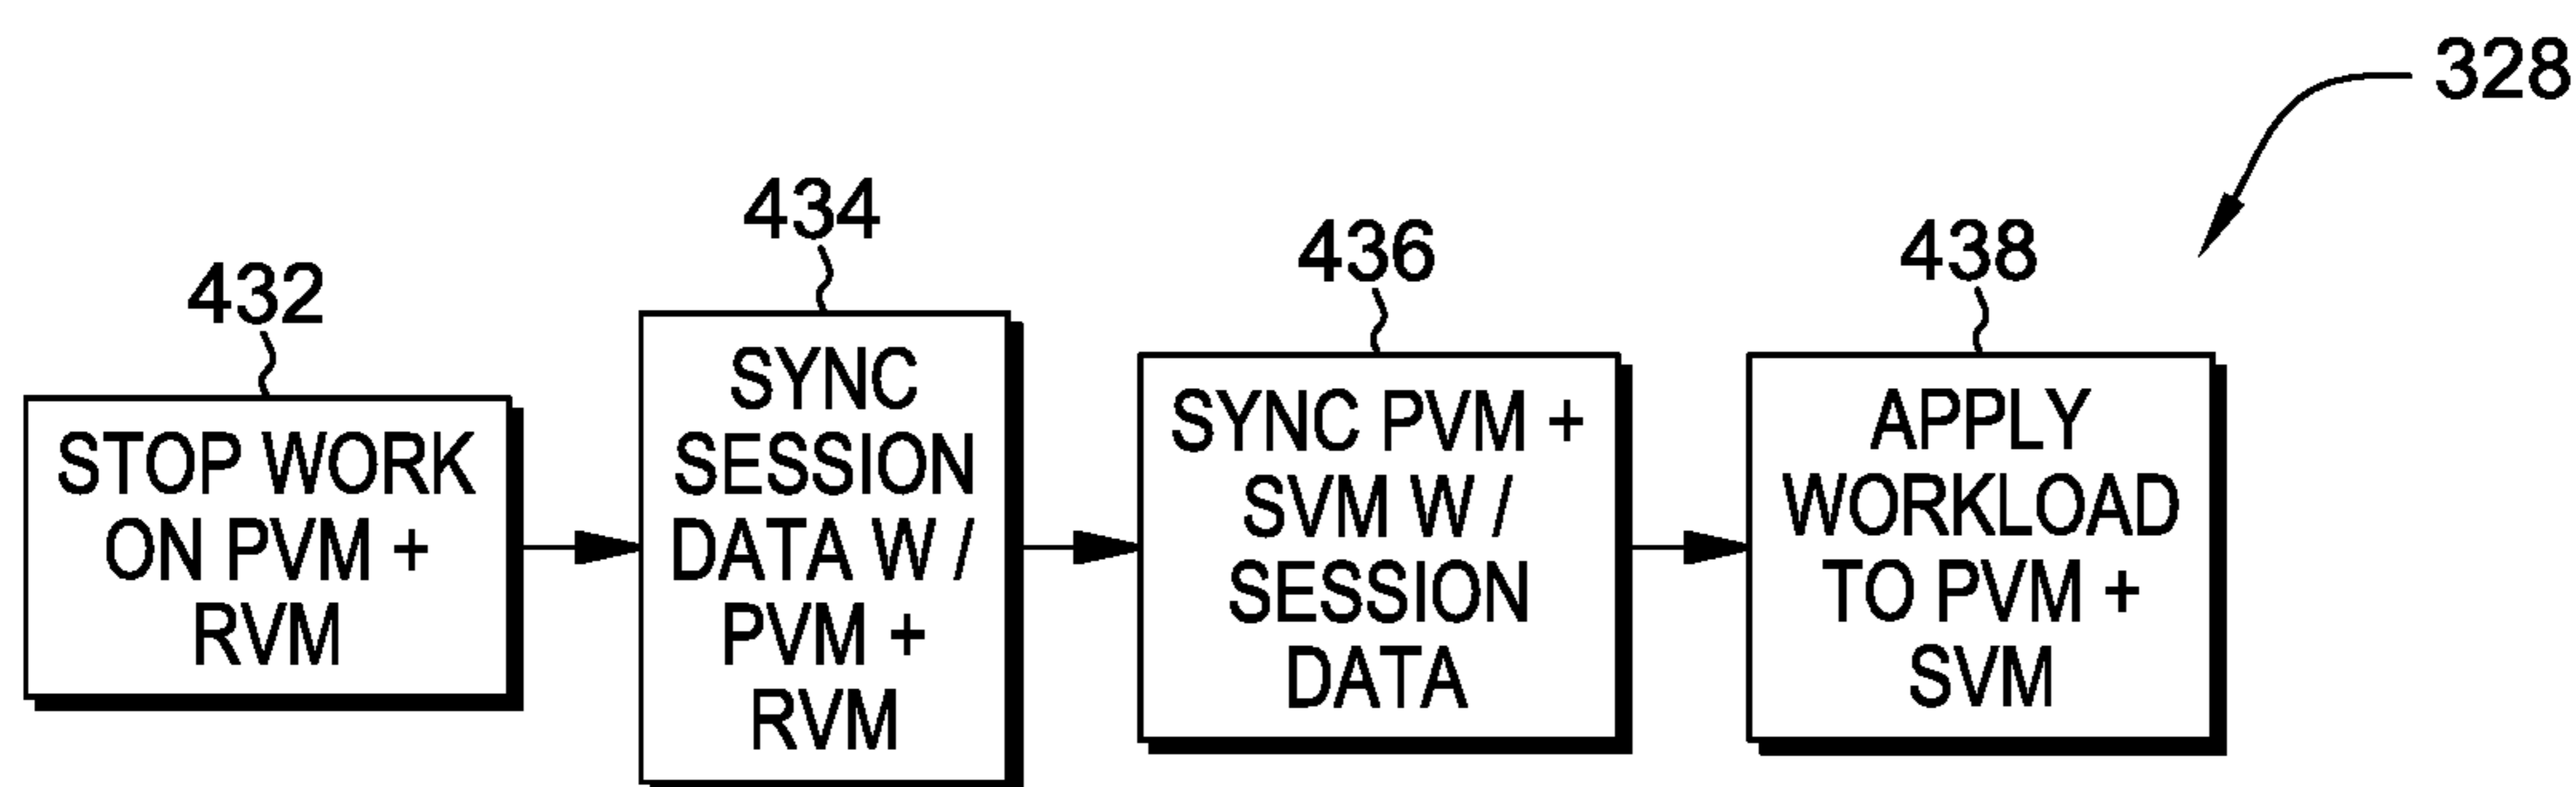 328
432
STOP WORK
ON PVM +
RVM
434
SYNC
SESSION
DATA W /
PVM +
RVM
436
SYNC PVM +
SVM W /
SESSION
DATA
438
APPLY
WORKLOAD
TO PVM +
SVM